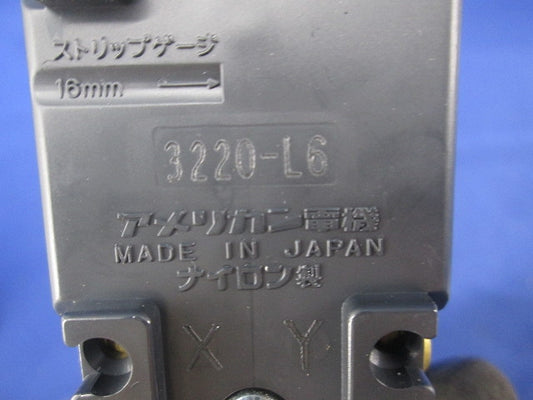 ストリップゲージ
16mm
3220-L6
アメリカン電機
MADE IN JAPAN
ナイロン製
X Y